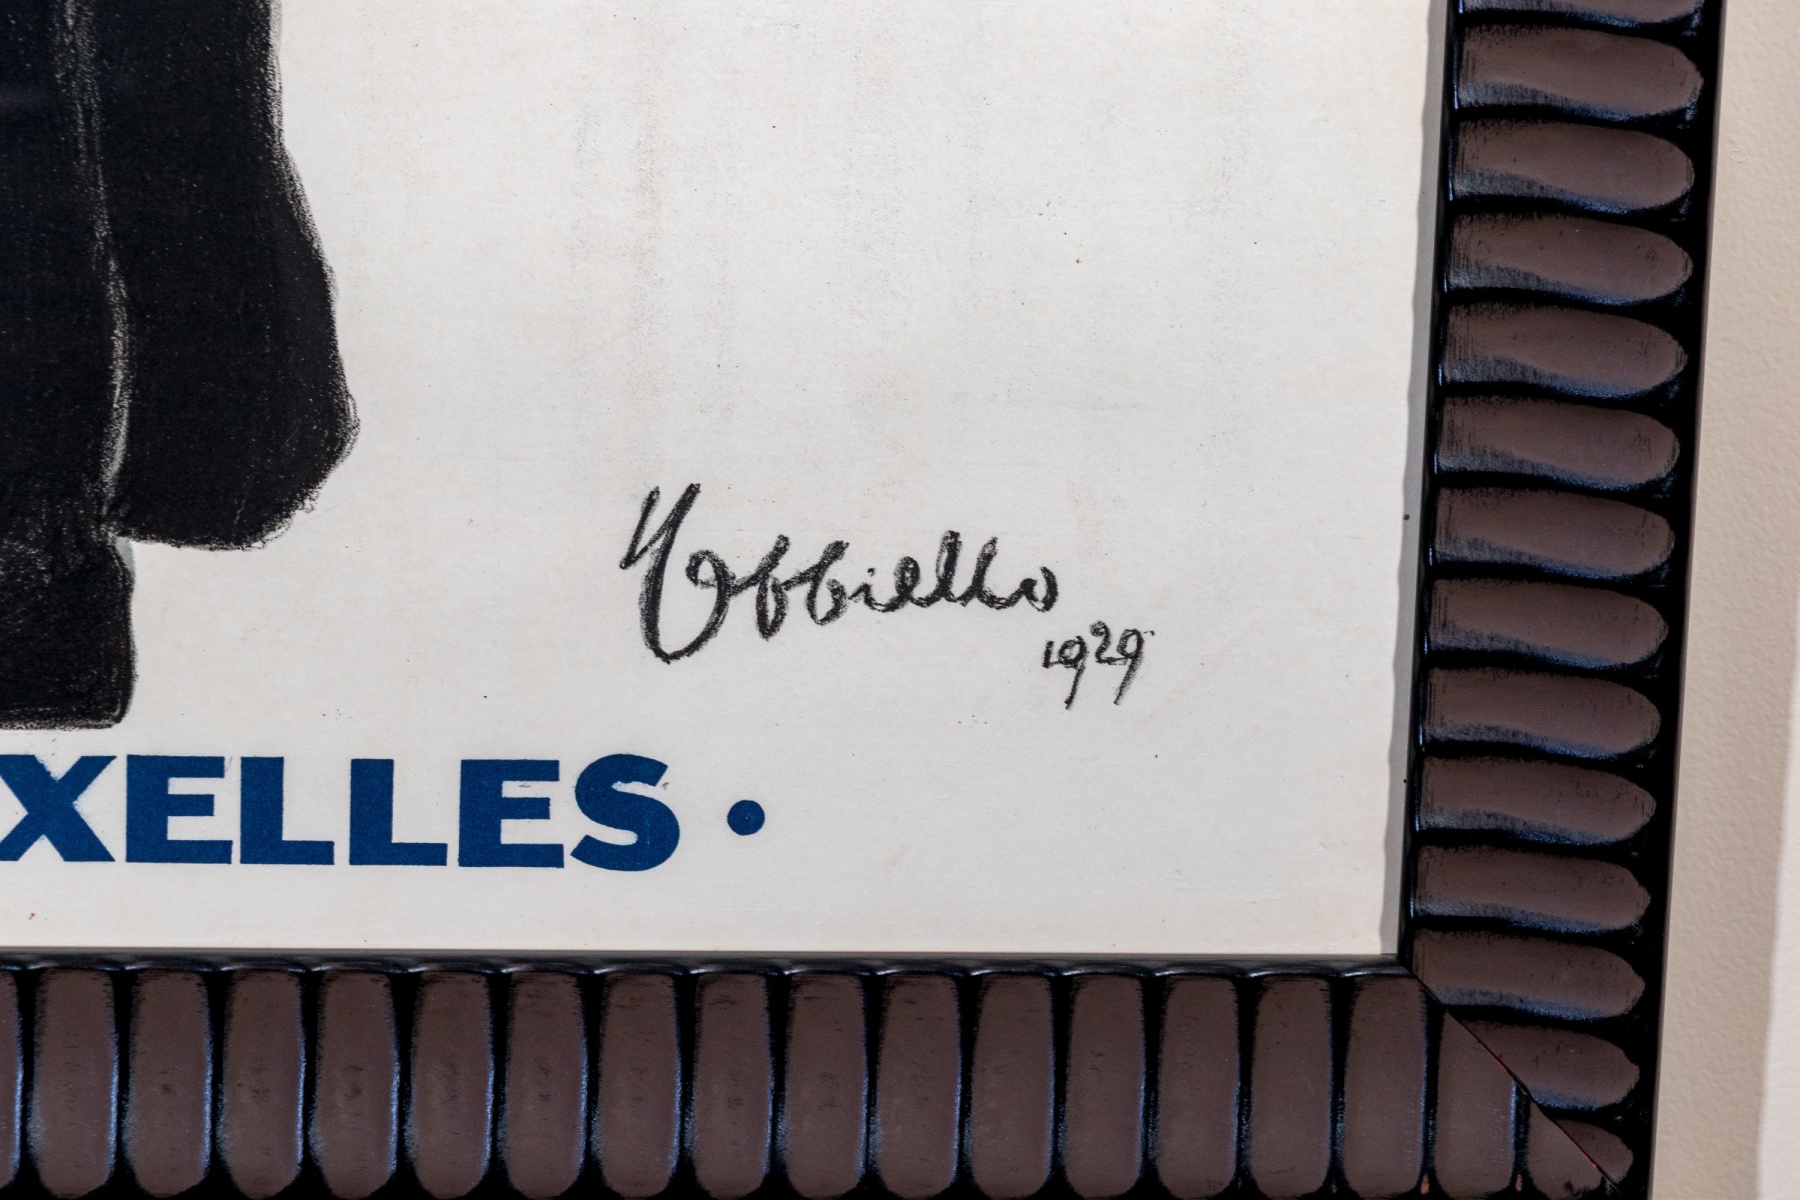 Cappiello
1929
XELLES •